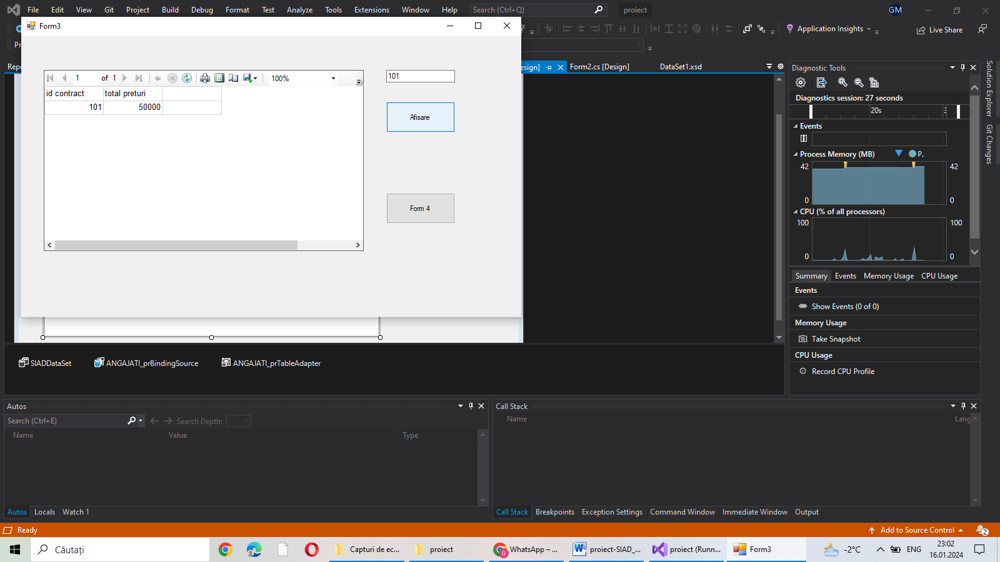 File Edit View Git Project Build Debug Format Test Analyze Tools Extensions Window Help Search (Ctrl+Q) proiect GM
Form3
Application Insights
Live Share
Form2.cs [Design] DataSet1.xsd
1 of 1 100%
id contract total preturi
101 50000
101
Afisare
Form 4
SIADDataSet ANGAJATI_prBindingSource ANGAJATI_prTableAdapter
Diagnostic Tools
Diagnostics session: 27 seconds
20s
Events
Process Memory (MB) P..
42 42
0 0
CPU (% of all processors)
100 100
0 0
Summary Events Memory Usage CPU Usage
Events
Show Events (0 of 0)
Memory Usage
Take Snapshot
CPU Usage
Record CPU Profile
Solution Explorer
Git Changes
Autos
Search (Ctrl+E) Search Depth:
Name Value Type
Autos Locals Watch 1
Call Stack
Name Lang
Call Stack Breakpoints Exception Settings Command Window Immediate Window Output
Ready Add to Source Control 2
Căutați
Capturi de ec... proiect WhatsApp – ... proiect-SIAD_... proiect (Runn... Form3
-2°C ENG
23:02
16.01.2024